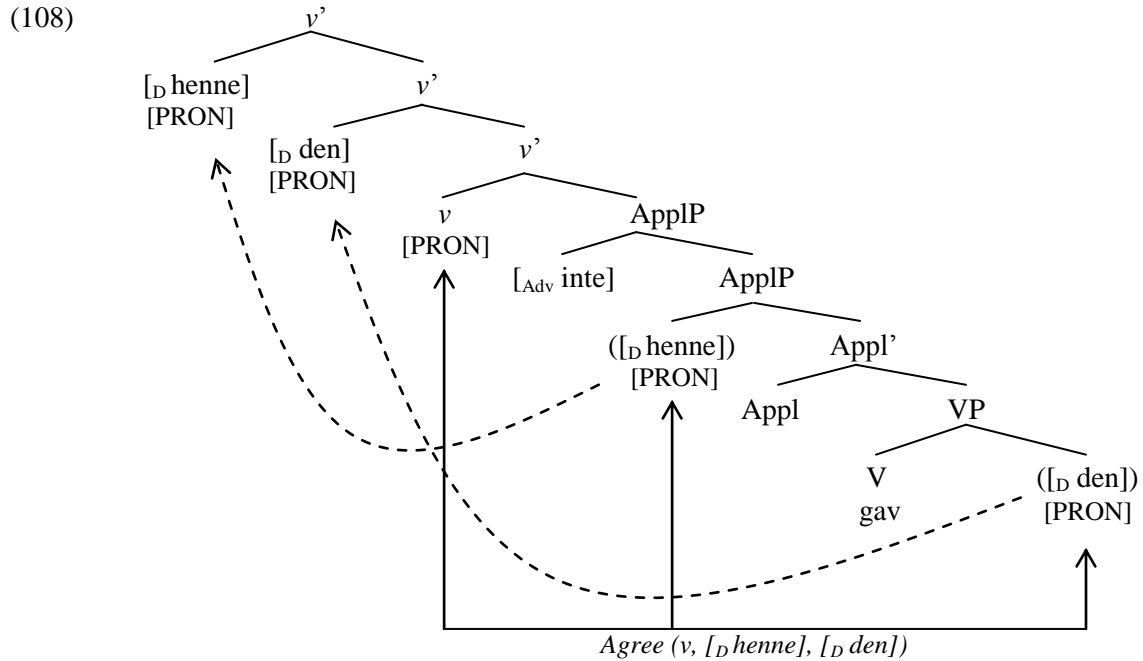 (108)
v’
[D henne] v’
[PRON]
[D den] v’
[PRON]
v ApplP
[PRON]
[Adv inte] ApplP
([D henne]) Appl’
[PRON]
Appl VP
V ([D den])
gav [PRON]
Agree (v, [D henne], [D den])